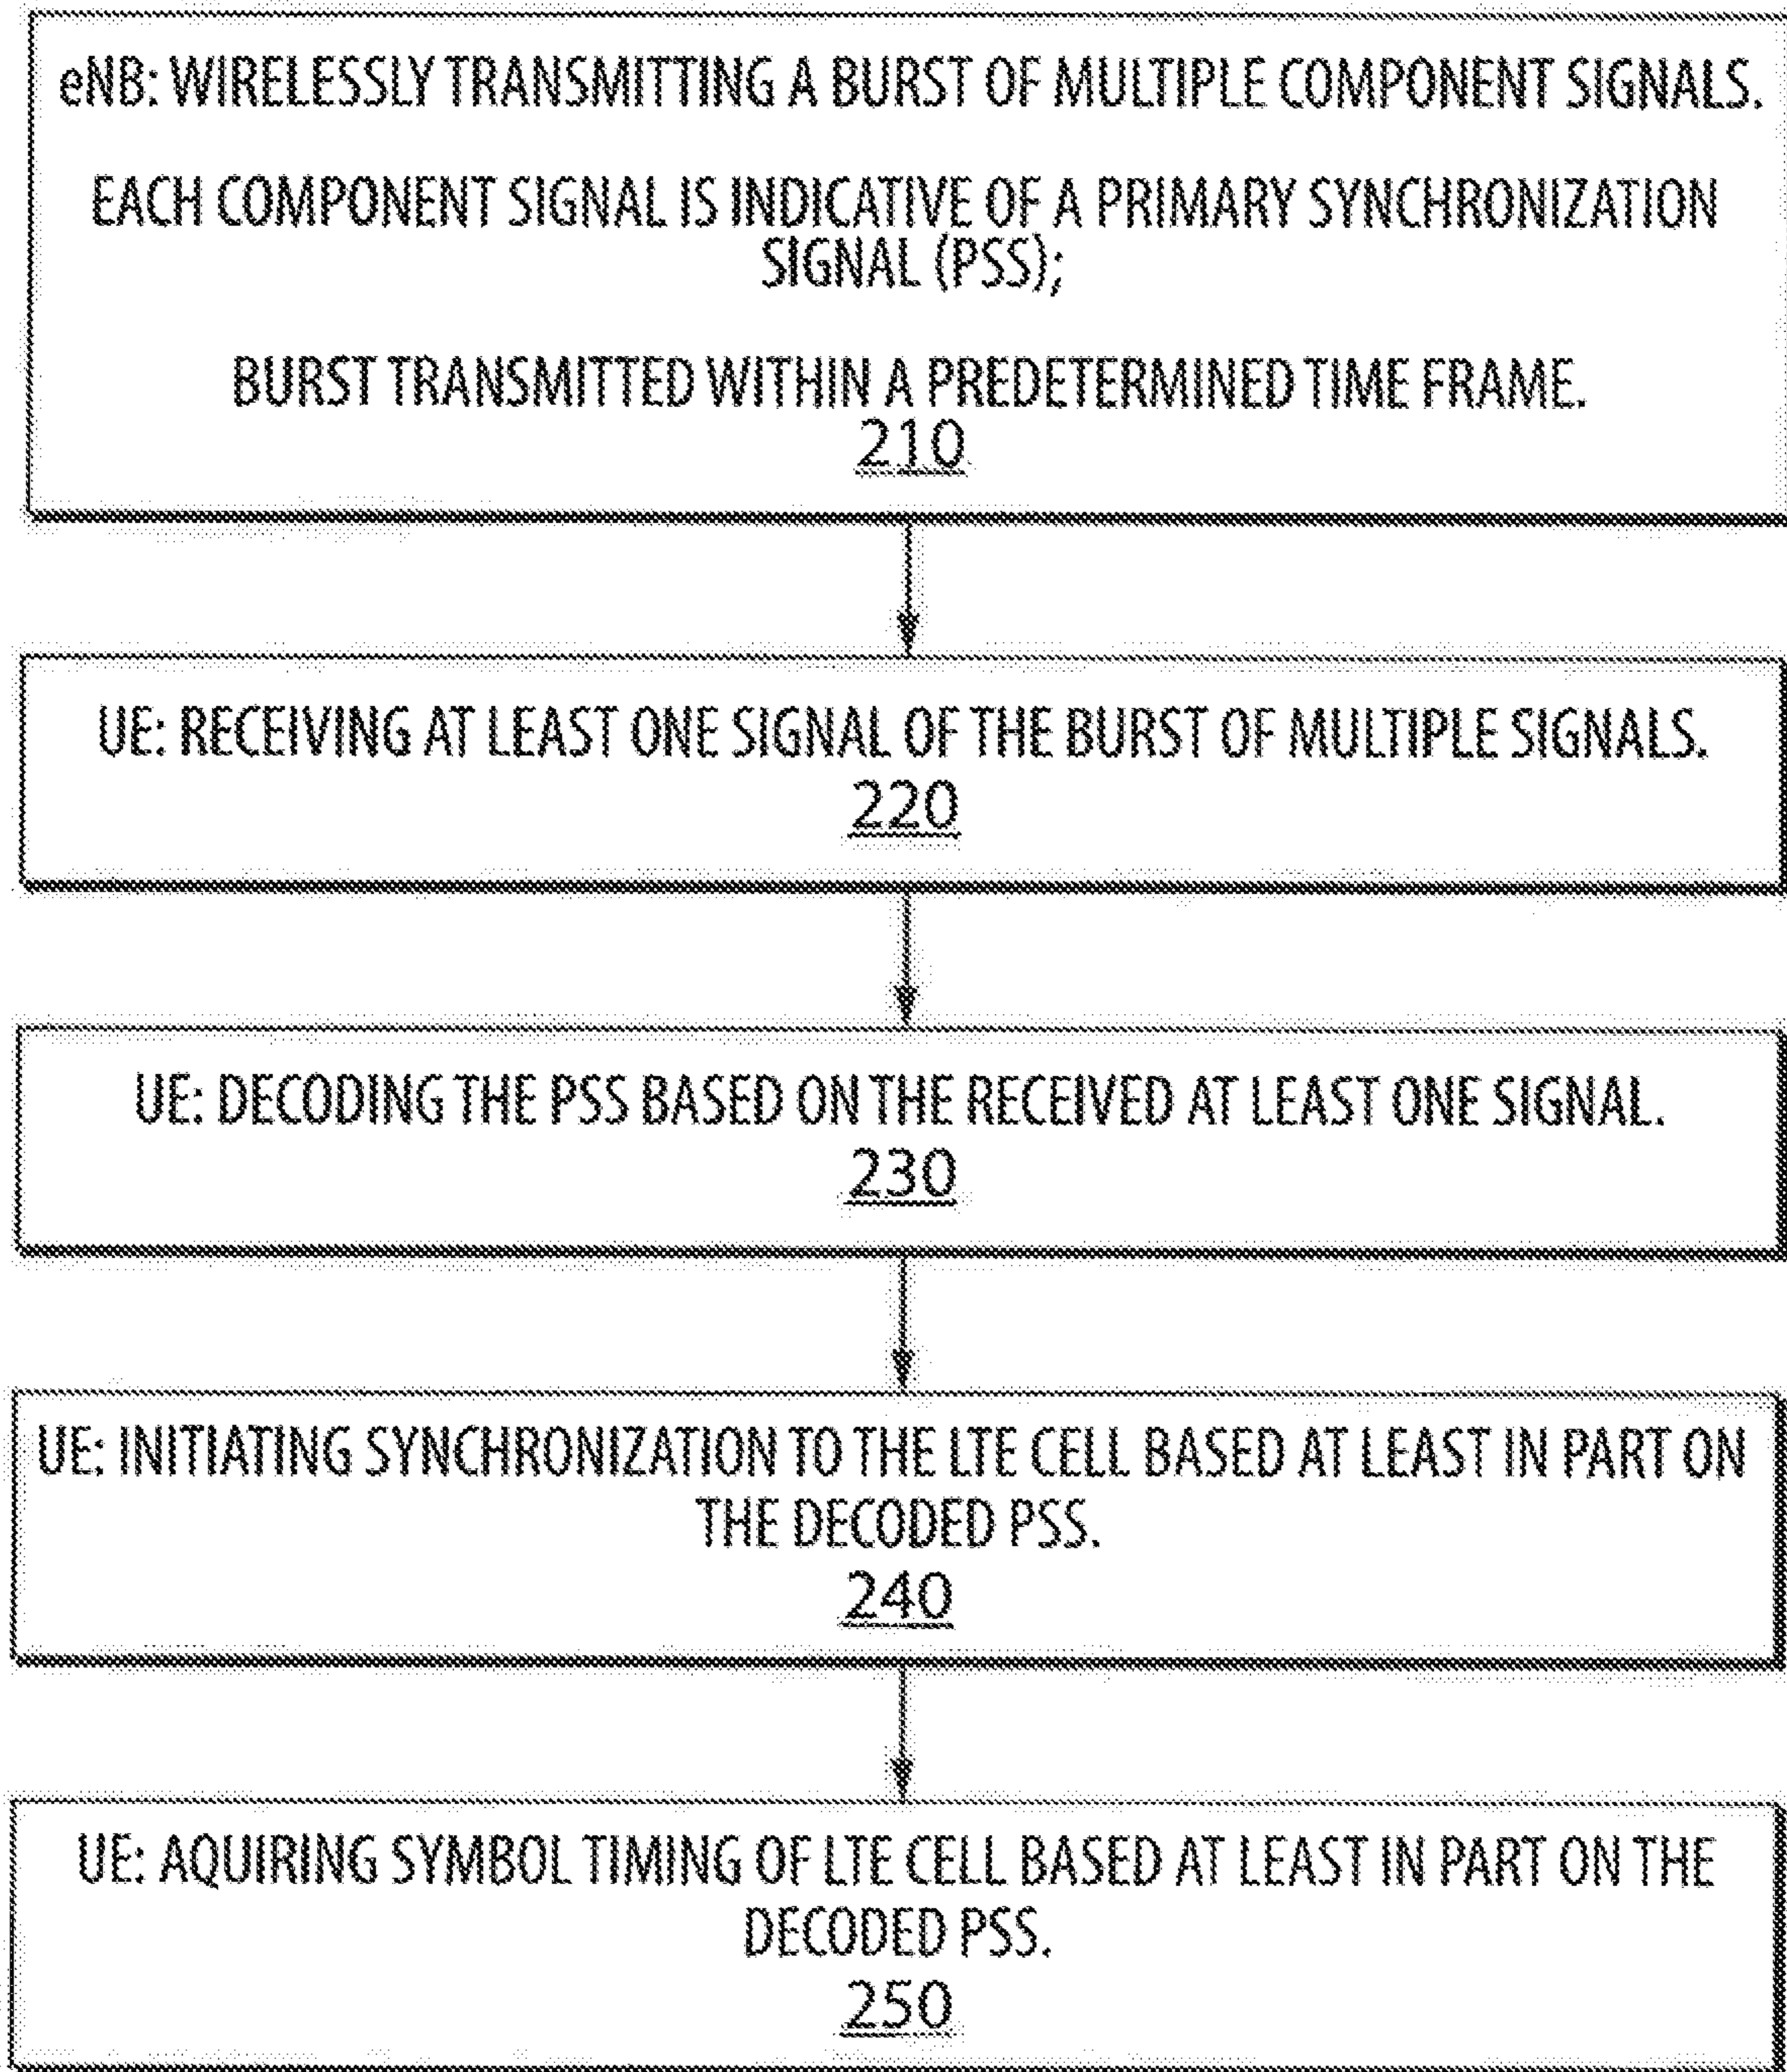 eNB: WIRELESSLY TRANSMITTING A BURST OF MULTIPLE COMPONENT SIGNALS.
EACH COMPONENT SIGNAL IS INDICATIVE OF A PRIMARY SYNCHRONIZATION
SIGNAL (PSS);
BURST TRANSMITTED WITHIN A PREDETERMINED TIME FRAME.
210
UE: RECEIVING AT LEAST ONE SIGNAL OF THE BURST OF MULTIPLE SIGNALS.
220
UE: DECODING THE PSS BASED ON THE RECEIVED AT LEAST ONE SIGNAL.
230
UE: INITIATING SYNCHRONIZATION TO THE LTE CELL BASED AT LEAST IN PART ON
THE DECODED PSS.
240
UE: AQUIRING SYMBOL TIMING OF LTE CELL BASED AT LEAST IN PART ON THE
DECODED PSS.
250